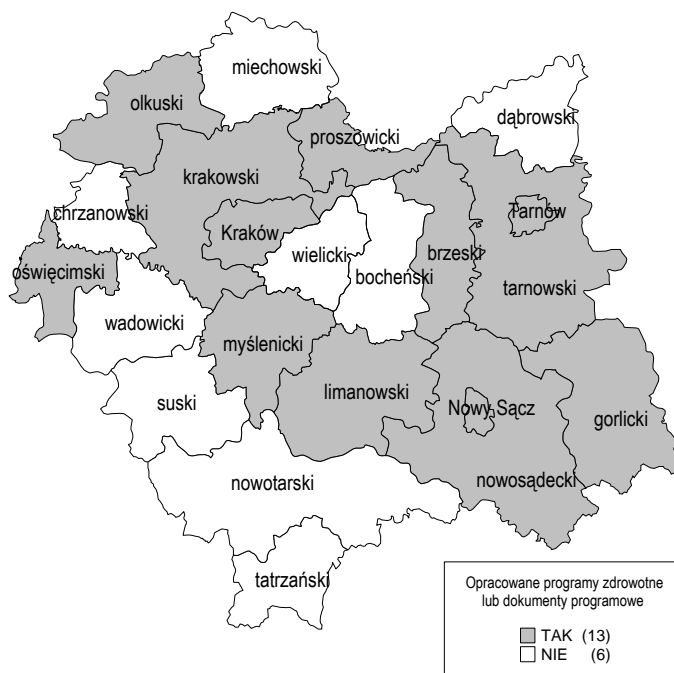 miechowski
olkuski
dąbrowski
proszowicki
krakowski
chrzanowski
Tarnów
Kraków
wielicki
brzeski
oświęcimski
bocheński
tarnowski
wadowicki
myślenicki
limanowski
suski
Nowy Sącz
gorlicki
nowotarski
nowosądecki
tatrzański
Opracowane programy zdrowotne
lub dokumenty programowe
TAK (13)
NIE (6)